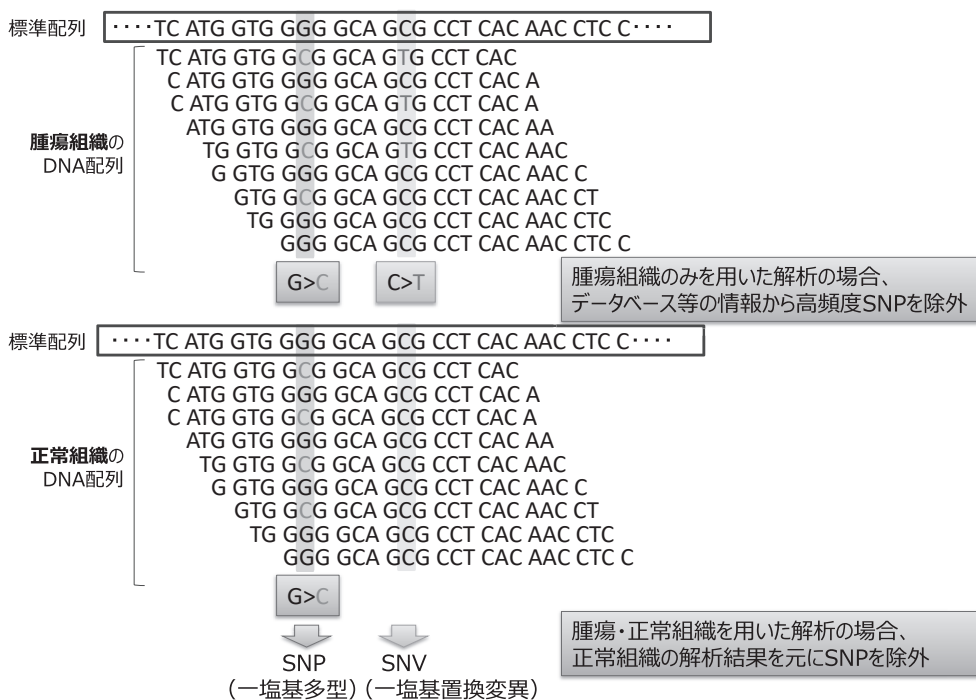 標準配列 ････TC ATG GTG GGG GCA GCG CCT CAC AAC CTC C････
TC ATG GTG GCG GCA GTG CCT CAC
C ATG GTG GGG GCA GCG CCT CAC A
C ATG GTG GCG GCA GTG CCT CAC A
ATG GTG GGG GCA GCG CCT CAC AA
TG GTG GCG GCA GTG CCT CAC AAC
G GTG GGG GCA GCG CCT CAC AAC C
GTG GCG GCA GCG CCT CAC AAC CT
TG GGG GCA GCG CCT CAC AAC CTC
GGG GCA GCG CCT CAC AAC CTC C
腫瘍組織の
DNA配列
G>C C>T
腫瘍組織のみを用いた解析の場合、
データベース等の情報から高頻度SNPを除外
標準配列 ････TC ATG GTG GGG GCA GCG CCT CAC AAC CTC C････
TC ATG GTG GCG GCA GCG CCT CAC
C ATG GTG GGG GCA GCG CCT CAC A
C ATG GTG GCG GCA GCG CCT CAC A
ATG GTG GGG GCA GCG CCT CAC AA
TG GTG GCG GCA GCG CCT CAC AAC
G GTG GGG GCA GCG CCT CAC AAC C
GTG GCG GCA GCG CCT CAC AAC CT
TG GGG GCA GCG CCT CAC AAC CTC
GGG GCA GCG CCT CAC AAC CTC C
正常組織の
DNA配列
G>C
SNP SNV
（一塩基多型）（一塩基置換変異）
腫瘍・正常組織を用いた解析の場合、
正常組織の解析結果を元にSNPを除外